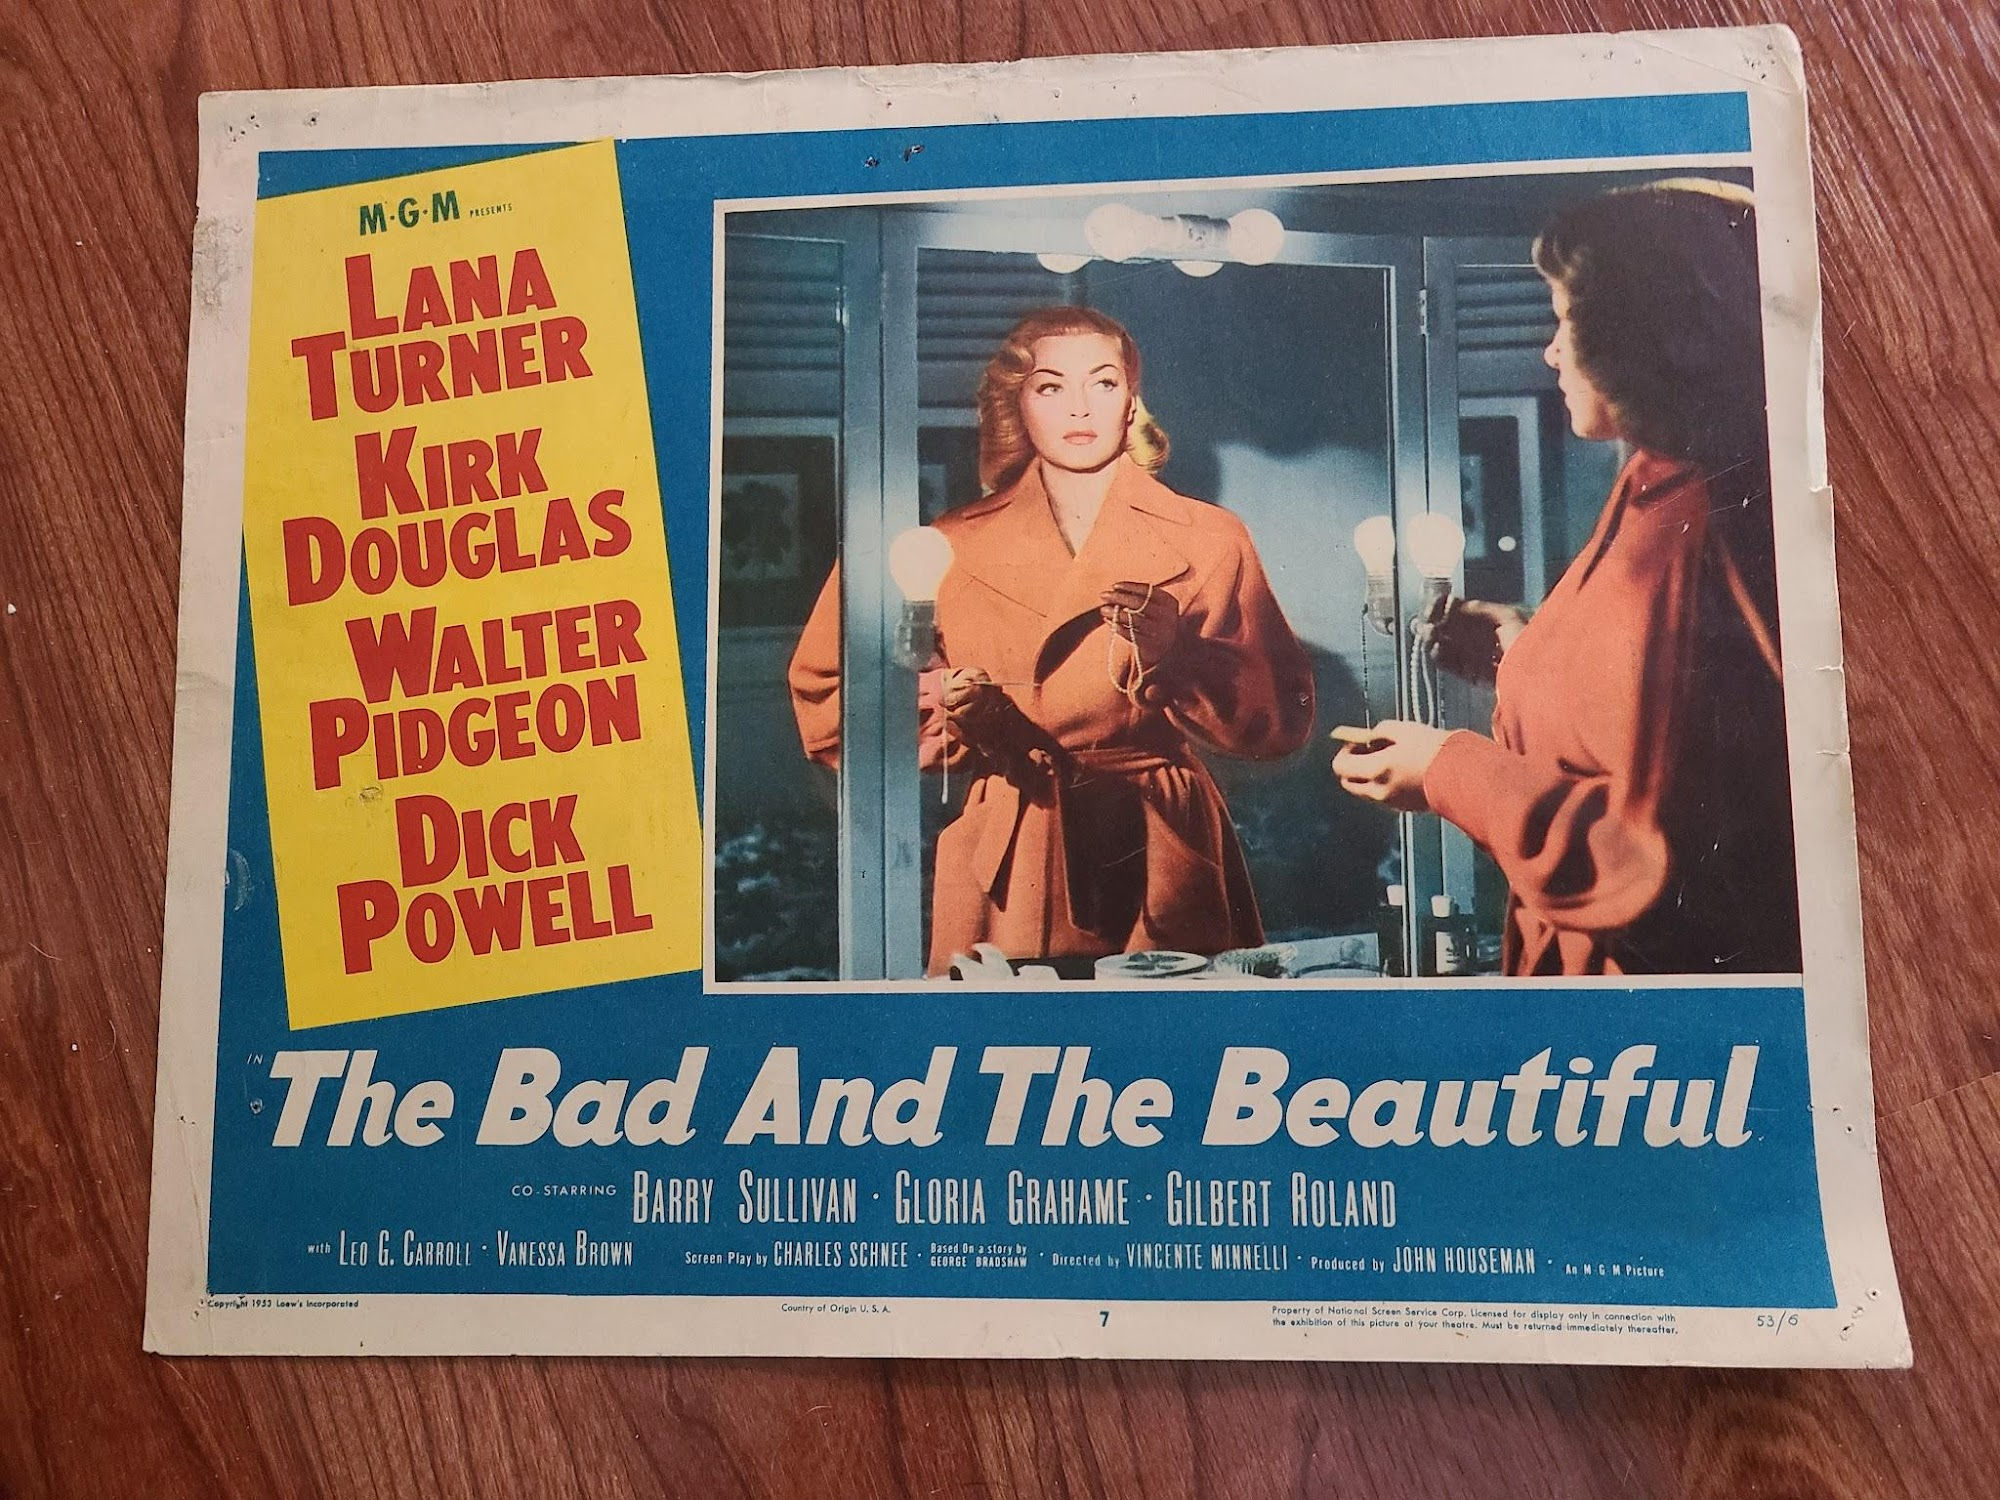 M·G·M PRESENTS
LANA
TURNER
KIRK
DOUGLAS
WALTER
PIDGEON
DICK
POWELL
IN The Bad And The Beautiful
CO-STARRING BARRY SULLIVAN · GLORIA GRAHAME · GILBERT ROLAND
with LEO G. CARROLL · VANESSA BROWN Screen Play by CHARLES SCHNEE · Based On a story by GEORGE BRADSHAW · Directed by VINCENTE MINNELLI · Produced by JOHN HOUSEMAN · An M G M Picture
Copyright 1953 Loew's Incorporated
Country of Origin U. S. A.
7
Property of National Screen Service Corp. Licensed for display only in connection with
the exhibition of this picture at your theatre. Must be returned immediately thereafter.
53/6